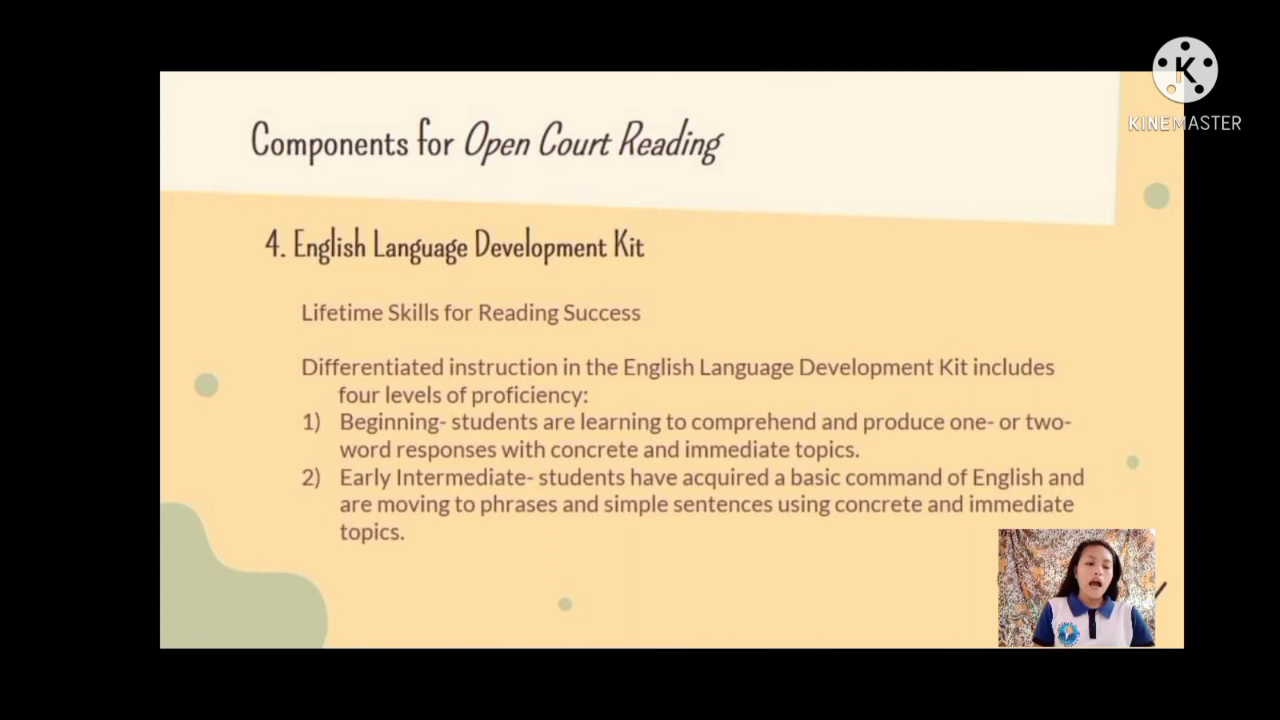 K
KINEMASTER
Components for Open Court Reading
4. English Language Development Kit
Lifetime Skills for Reading Success
Differentiated instruction in the English Language Development Kit includes
four levels of proficiency:
1) Beginning- students are learning to comprehend and produce one- or two-
word responses with concrete and immediate topics.
2) Early Intermediate- students have acquired a basic command of English and
are moving to phrases and simple sentences using concrete and immediate
topics.